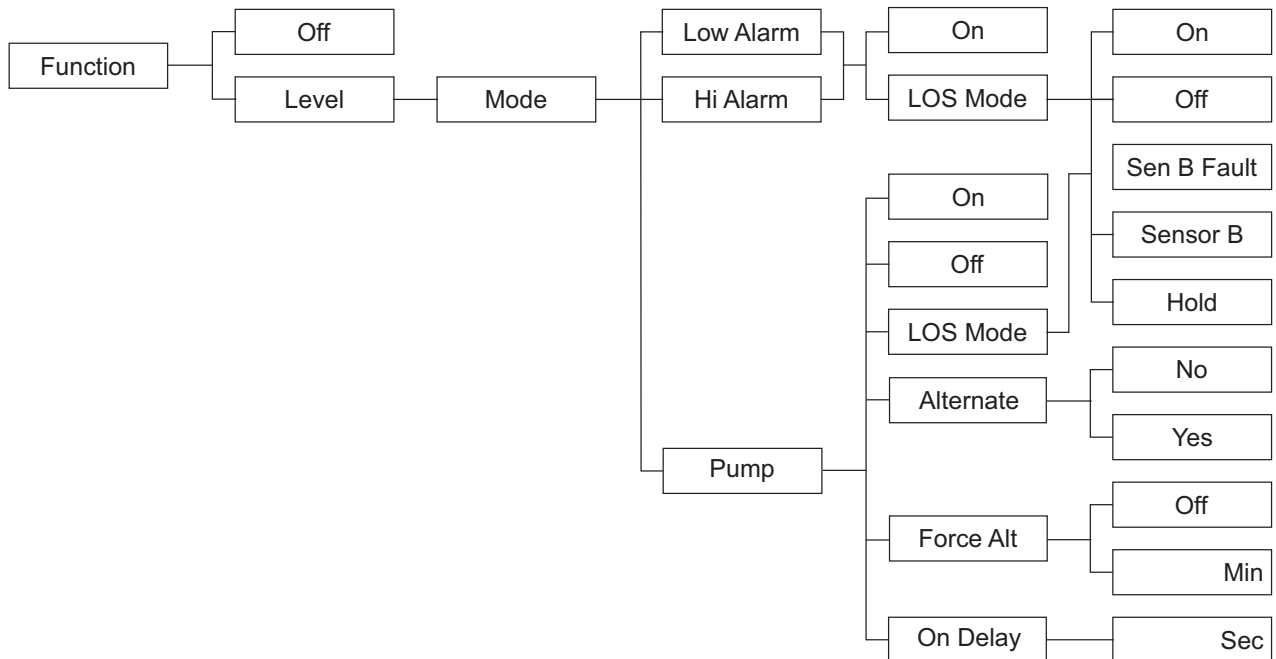 Function
Off
Level
Mode
Low Alarm
Hi Alarm
Pump
On
LOS Mode
On
Off
LOS Mode
Alternate
Force Alt
On Delay
On
Off
Sen B Fault
Sensor B
Hold
No
Yes
Off
Min
Sec